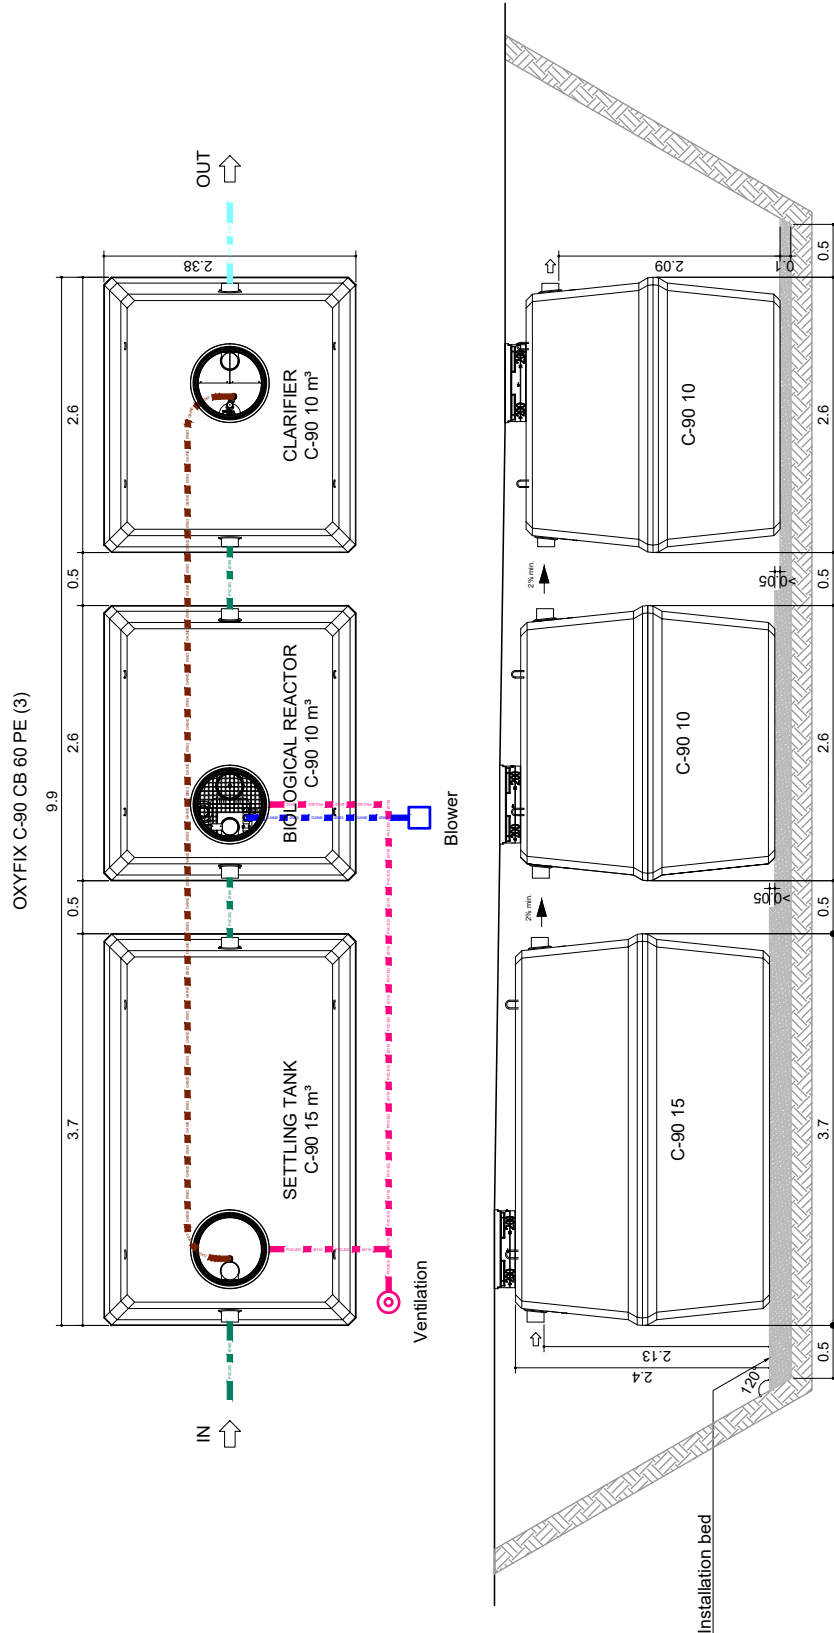 OXYFIX C-90 CB 60 PE (3)
9.9
3.7
0.5
2.6
0.5
2.6
2.38
IN
OUT
SETTLING TANK
C-90 15 m³
BIOLOGICAL REACTOR
C-90 10 m³
CLARIFIER
C-90 10 m³
Ventilation
Blower
2% min.
2% min.
+200
+200
+200
C-90 15
C-90 10
C-90 10
2.4
2.13
2.09
0.1
>0.05
>0.05
120°
Installation bed
0.5
3.7
0.5
2.6
0.5
2.6
0.5